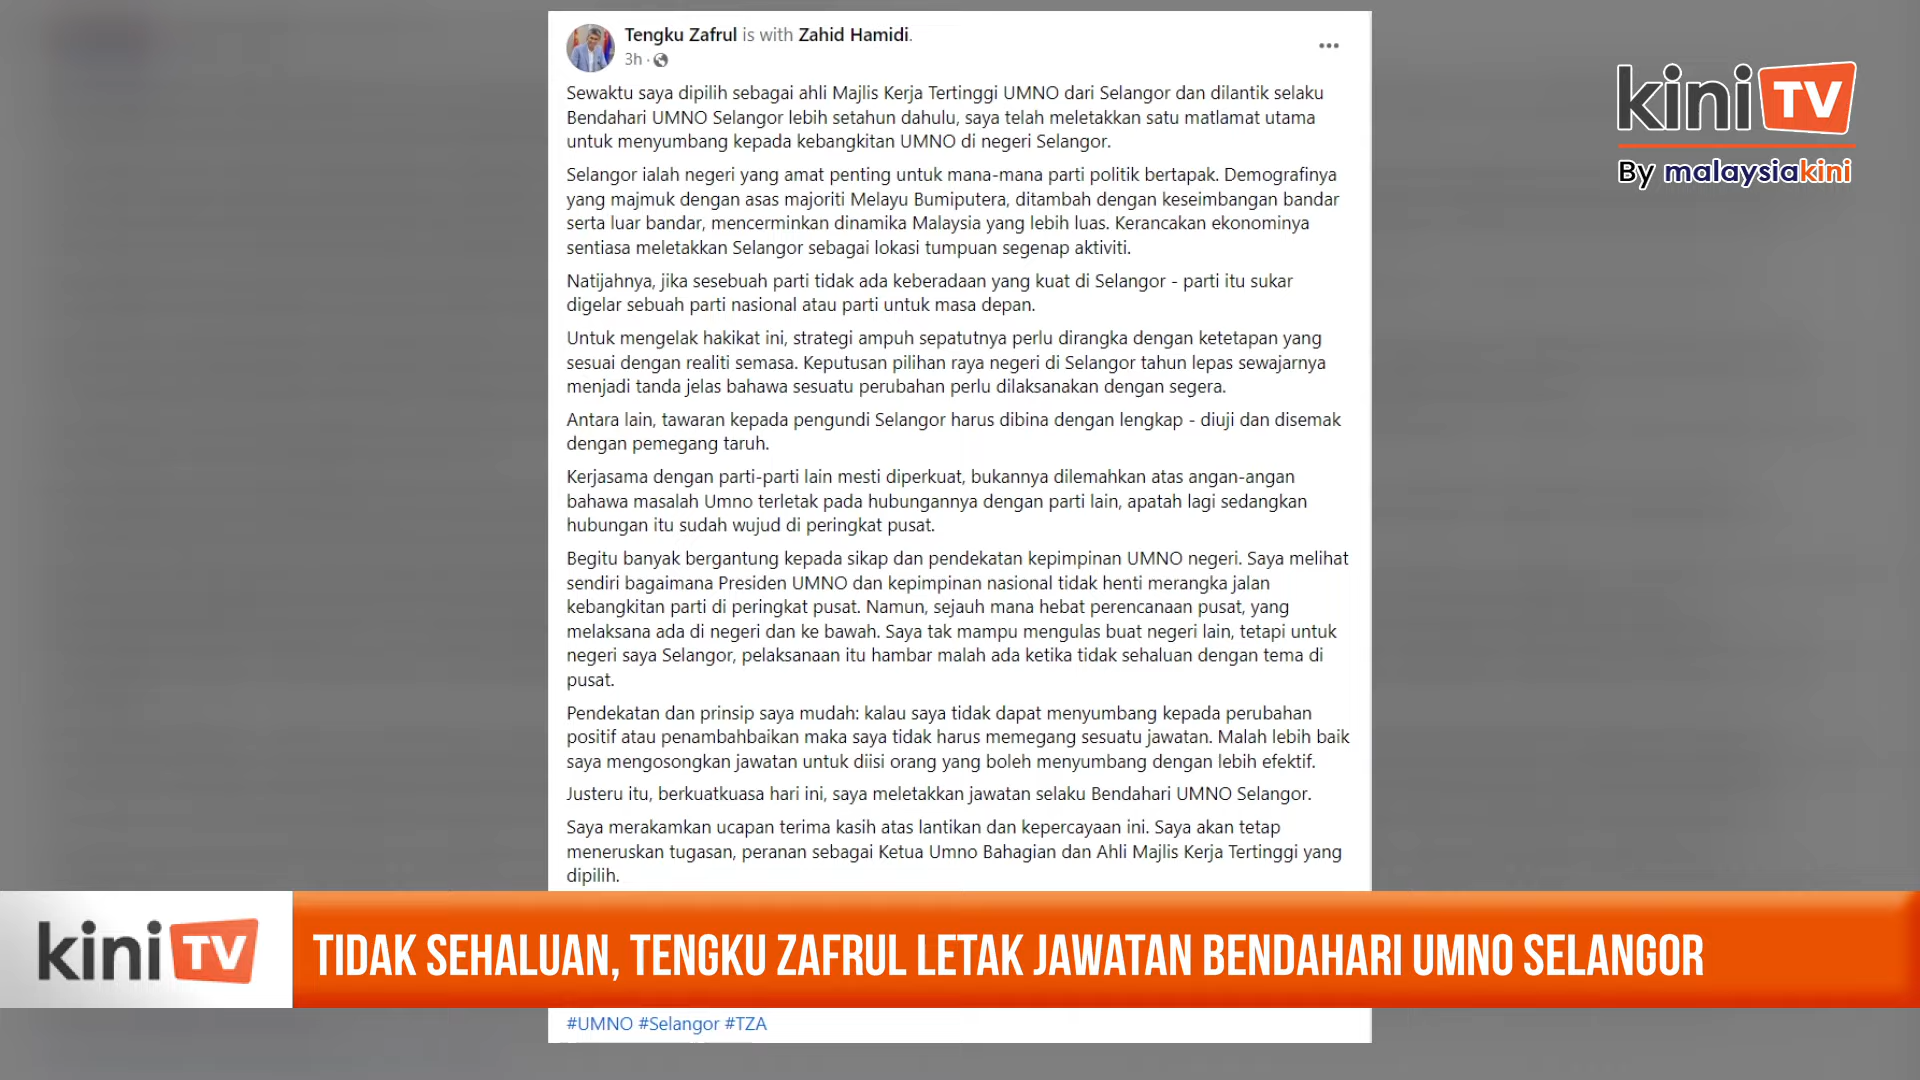 Tengku Zafrul is with Zahid Hamidi.
3h ·
Sewaktu saya dipilih sebagai ahli Majlis Kerja Tertinggi UMNO dari Selangor dan dilantik selaku
Bendahari UMNO Selangor lebih setahun dahulu, saya telah meletakkan satu matlamat utama
untuk menyumbang kepada kebangkitan UMNO di negeri Selangor.
Selangor ialah negeri yang amat penting untuk mana-mana parti politik bertapak. Demografinya
yang majmuk dengan asas majoriti Melayu Bumiputera, ditambah dengan keseimbangan bandar
serta luar bandar, mencerminkan dinamika Malaysia yang lebih luas. Kerancakan ekonominya
sentiasa meletakkan Selangor sebagai lokasi tumpuan segenap aktiviti.
Natijahnya, jika sesebuah parti tidak ada keberadaan yang kuat di Selangor - parti itu sukar
digelar sebuah parti nasional atau parti untuk masa depan.
Untuk mengelak hakikat ini, strategi ampuh sepatutnya perlu dirangka dengan ketetapan yang
sesuai dengan realiti semasa. Keputusan pilihan raya negeri di Selangor tahun lepas sewajarnya
menjadi tanda jelas bahawa sesuatu perubahan perlu dilaksanakan dengan segera.
Antara lain, tawaran kepada pengundi Selangor harus dibina dengan lengkap - diuji dan disemak
dengan pemegang taruh.
Kerjasama dengan parti-parti lain mesti diperkuat, bukannya dilemahkan atas angan-angan
bahawa masalah Umno terletak pada hubungannya dengan parti lain, apatah lagi sedangkan
hubungan itu sudah wujud di peringkat pusat.
Begitu banyak bergantung kepada sikap dan pendekatan kepimpinan UMNO negeri. Saya melihat
sendiri bagaimana Presiden UMNO dan kepimpinan nasional tidak henti merangka jalan
kebangkitan parti di peringkat pusat. Namun, sejauh mana hebat perencanaan pusat, yang
melaksana ada di negeri dan ke bawah. Saya tak mampu mengulas buat negeri lain, tetapi untuk
negeri saya Selangor, pelaksanaan itu hambar malah ada ketika tidak sehaluan dengan tema di
pusat.
Pendekatan dan prinsip saya mudah: kalau saya tidak dapat menyumbang kepada perubahan
positif atau penambahbaikan maka saya tidak harus memegang sesuatu jawatan. Malah lebih baik
saya mengosongkan jawatan untuk diisi orang yang boleh menyumbang dengan lebih efektif.
Justeru itu, berkuatkuasa hari ini, saya meletakkan jawatan selaku Bendahari UMNO Selangor.
Saya merakamkan ucapan terima kasih atas lantikan dan kepercayaan ini. Saya akan tetap
meneruskan tugasan, peranan sebagai Ketua Umno Bahagian dan Ahli Majlis Kerja Tertinggi yang
dipilih.
#UMNO #Selangor #TZA
kini TV
By malaysiakini
kini TV
TIDAK SEHALUAN, TENGKU ZAFRUL LETAK JAWATAN BENDAHARI UMNO SELANGOR